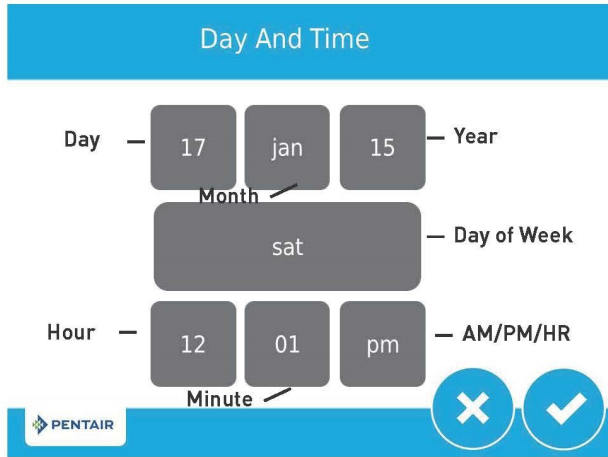 Day And Time
Day 17 jan 15 Year
Month
sat Day of Week
Hour 12 01 pm AM/PM/HR
Minute
PENTAIR